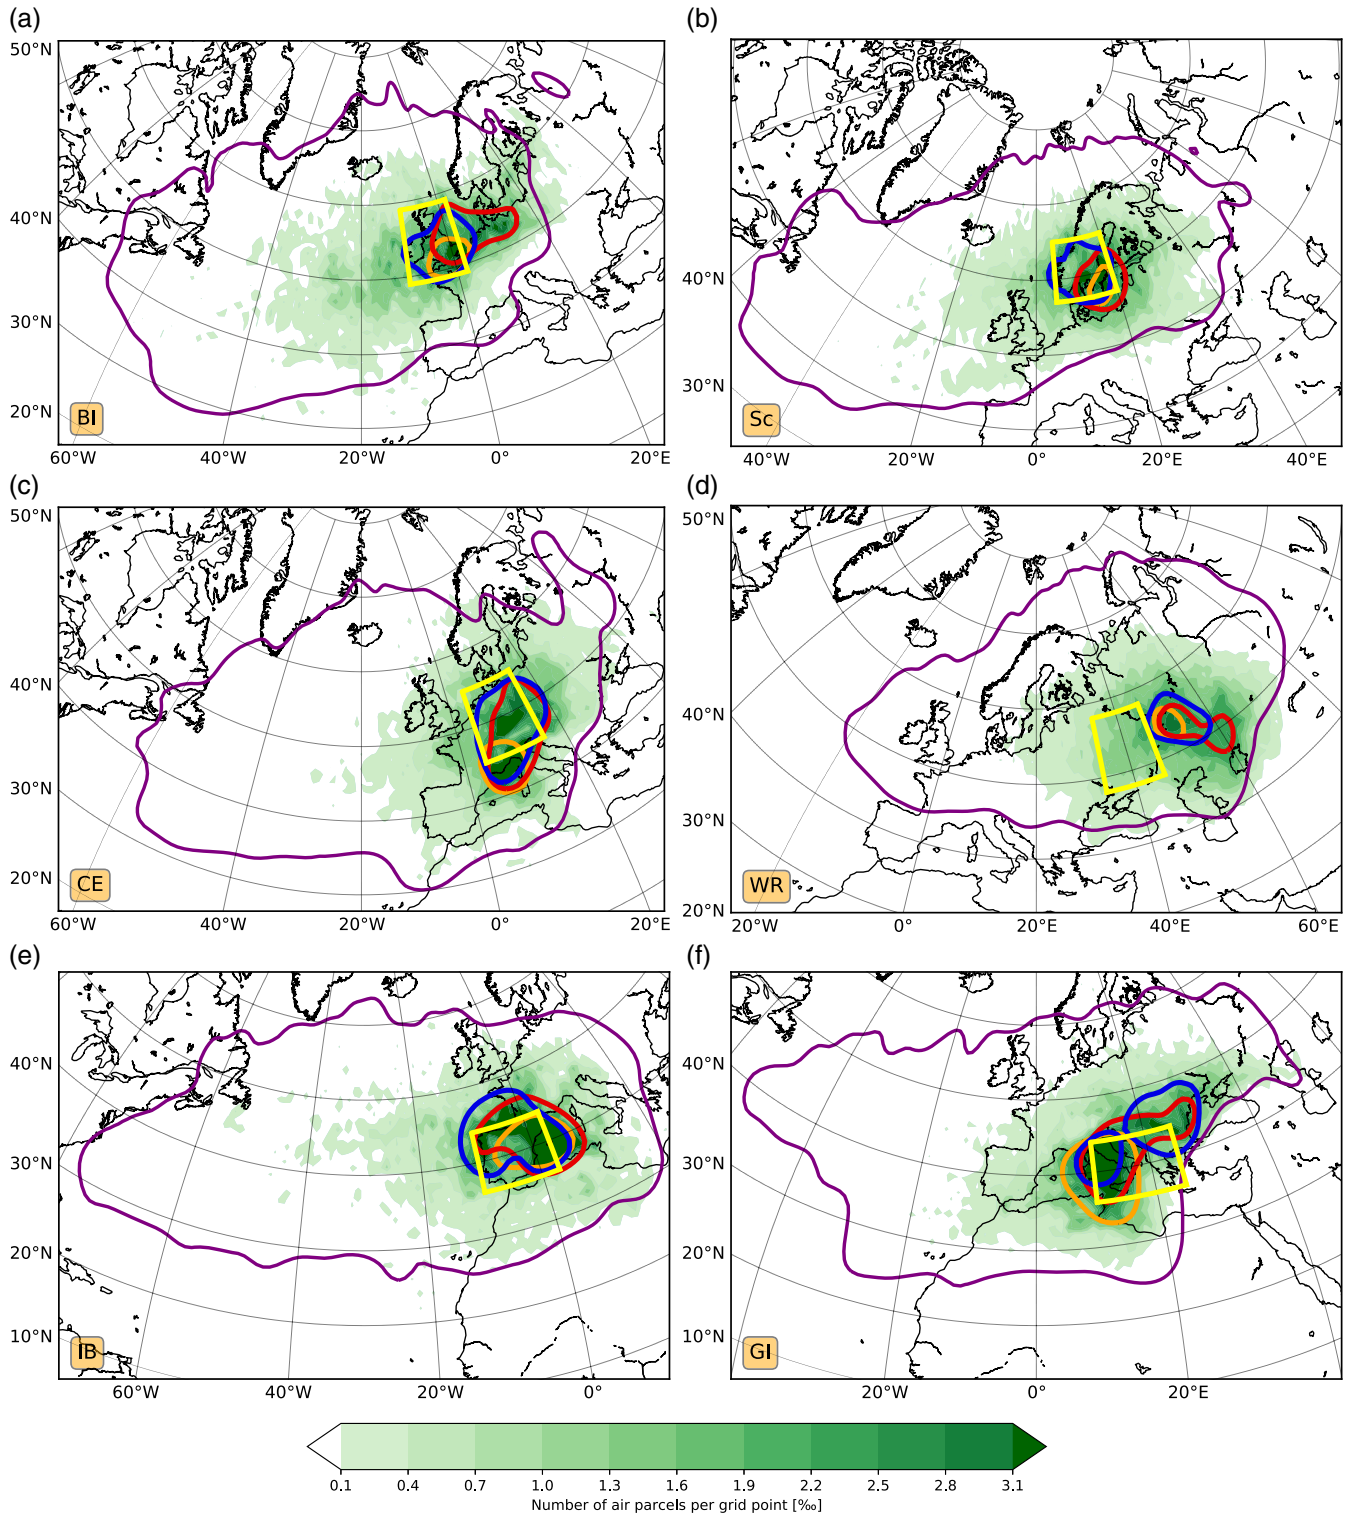 (a)
50°N
40°N
30°N
20°N
BI
60°W 40°W 20°W 0° 20°E
(b)
50°N
40°N
30°N
Sc
40°W 20°W 0° 20°E 40°E
(c)
50°N
40°N
30°N
20°N
CE
60°W 40°W 20°W 0° 20°E
(d)
50°N
40°N
30°N
20°N
WR
20°W 0° 20°E 40°E 60°E
(e)
40°N
30°N
20°N
10°N
IB
60°W 40°W 20°W 0°
(f)
40°N
30°N
20°N
10°N
GI
20°W 0° 20°E
0.1 0.4 0.7 1.0 1.3 1.6 1.9 2.2 2.5 2.8 3.1
Number of air parcels per grid point [‰]